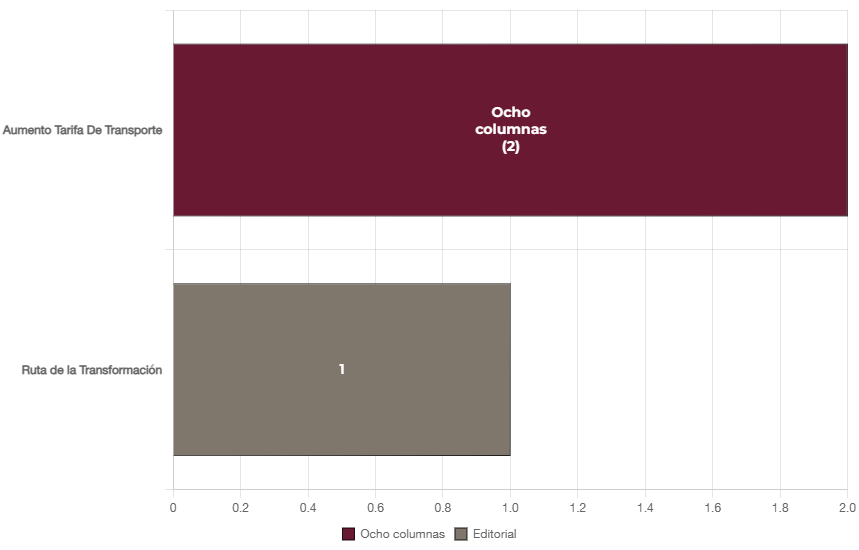 Ocho
columnas
(2)
Aumento Tarifa De Transporte
1
Ruta de la Transformación
0 0.2 0.4 0.6 0.8 1.0 1.2 1.4 1.6 1.8 2.0
Ocho columnas Editorial